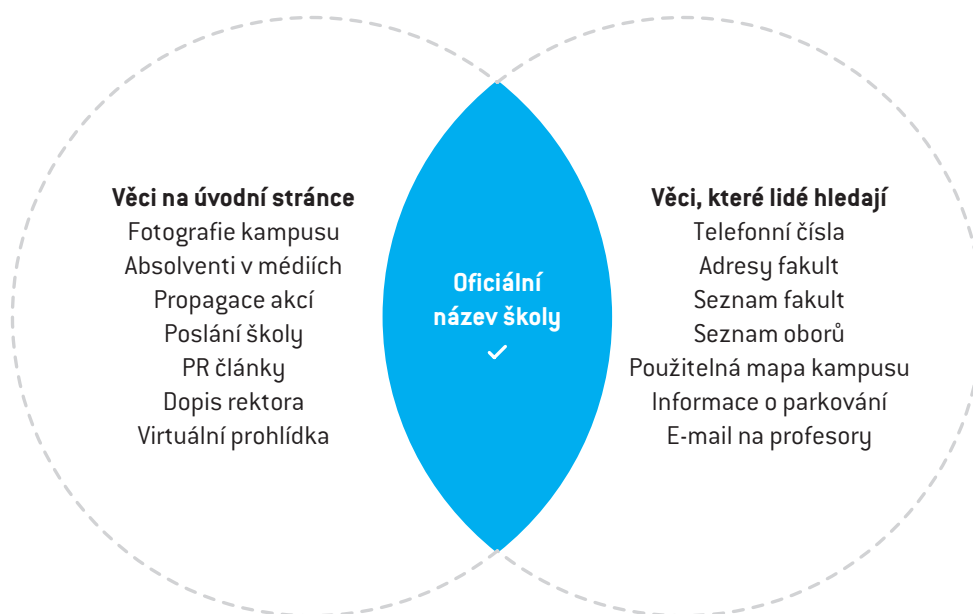 Věci na úvodní stránce
Fotografie kampusu
Absolventi v médiích
Propagace akcí
Poslání školy
PR články
Dopis rektora
Virtuální prohlídka
Oficiální
název školy
Věci, které lidé hledají
Telefonní čísla
Adresy fakult
Seznam fakult
Seznam oborů
Použitelná mapa kampusu
Informace o parkování
E-mail na profesory